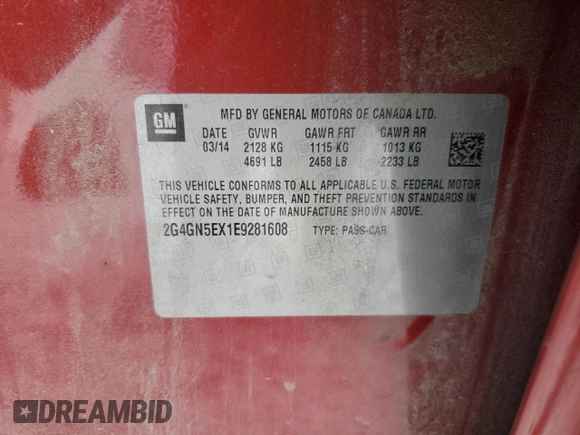 GM
MFD BY GENERAL MOTORS OF CANADA LTD.
DATE GVWR GAWR FRT GAWR RR
03/14 2128 KG 1115 KG 1013 KG
4691 LB 2458 LB 2233 LB
THIS VEHICLE CONFORMS TO ALL APPLICABLE U.S. FEDERAL MOTOR
VEHICLE SAFETY, BUMPER, AND THEFT PREVENTION STANDARDS IN
EFFECT ON THE DATE OF MANUFACTURE SHOWN ABOVE.
2G4GN5EX1E9281608 TYPE: PASS-CAR
DREAMBID